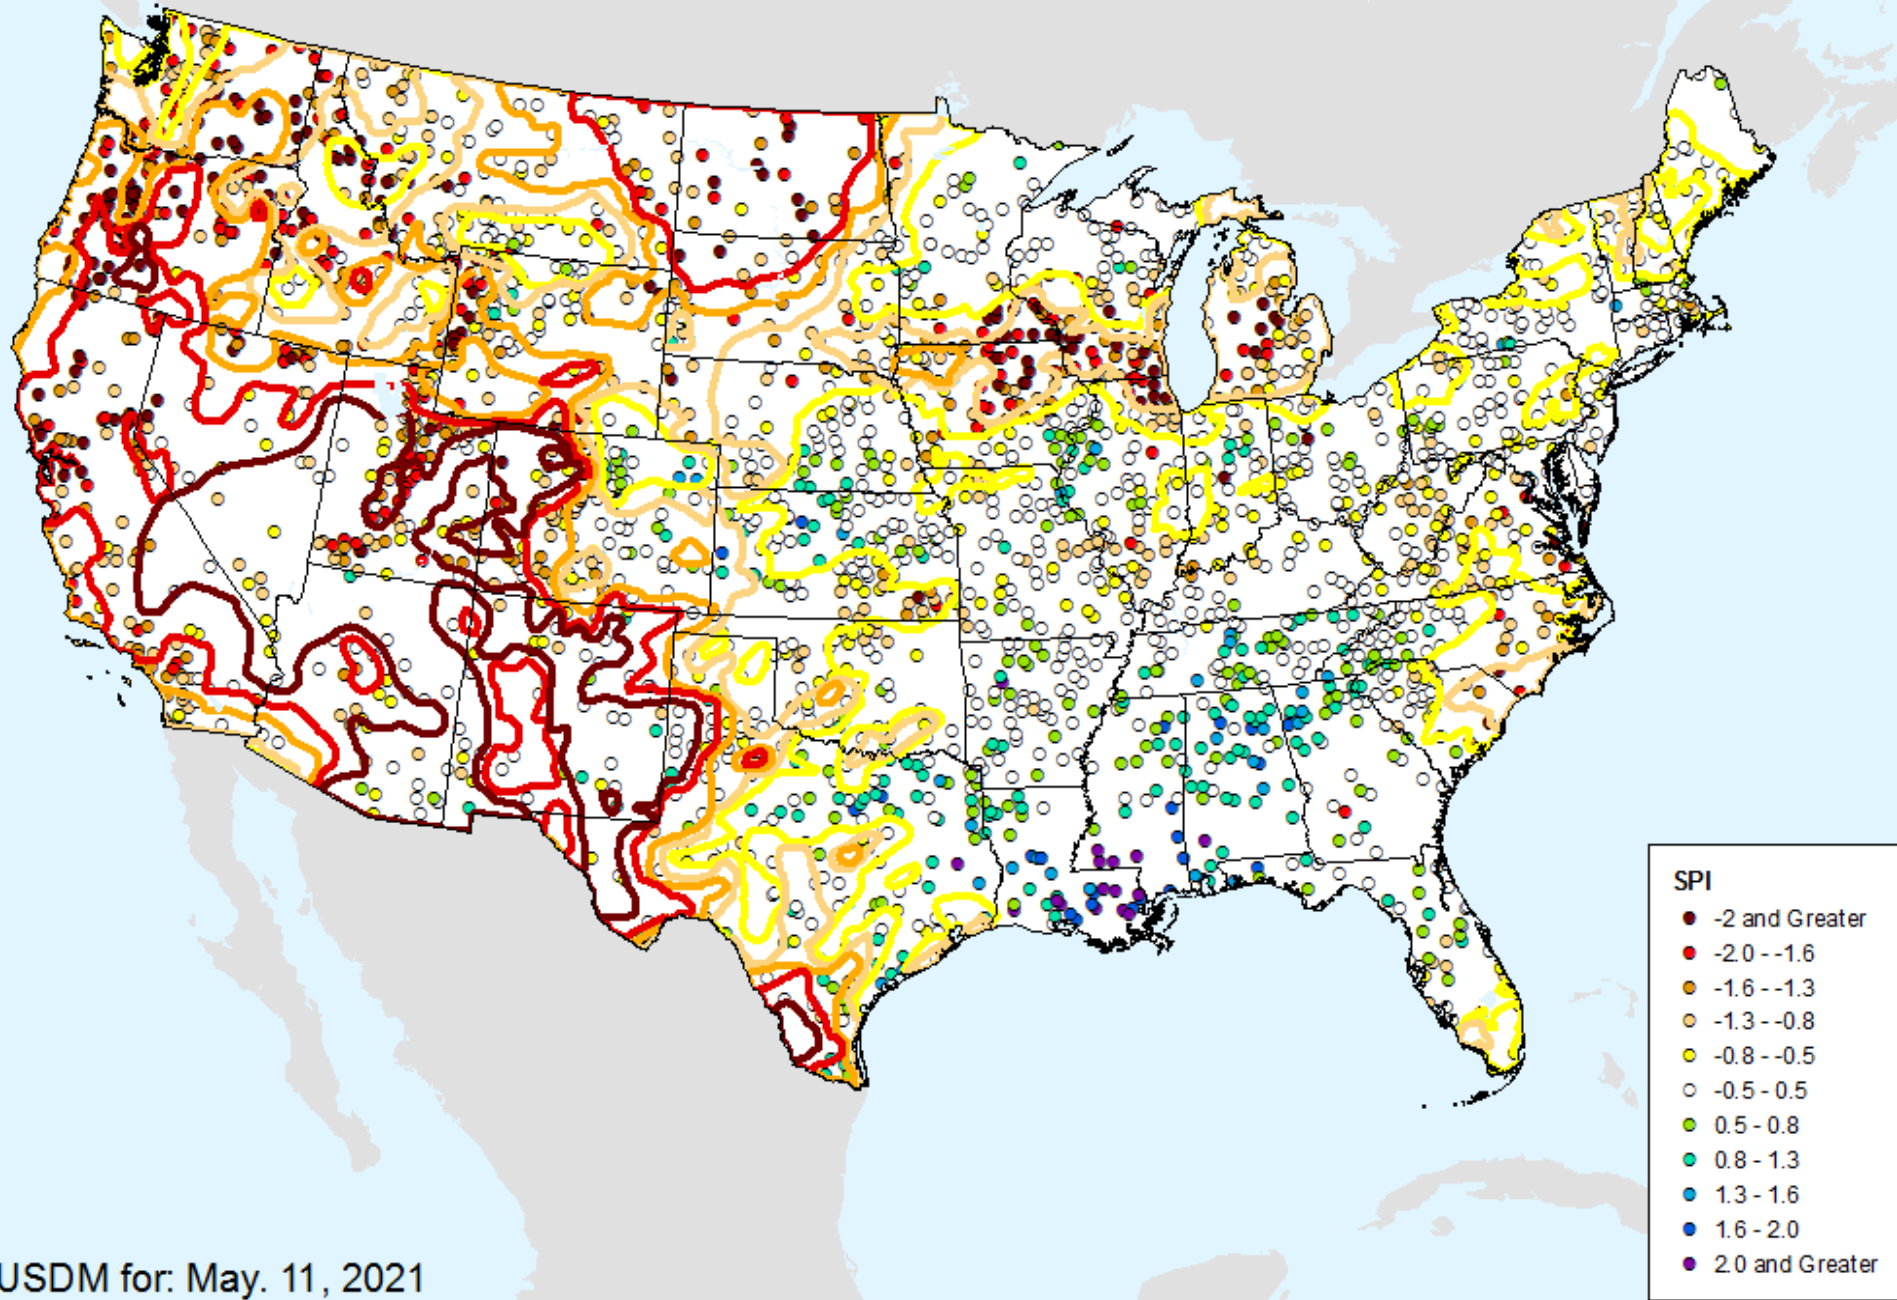 SPI
-2 and Greater
-2.0 - -1.6
-1.6 - -1.3
-1.3 - -0.8
-0.8 - -0.5
-0.5 - 0.5
0.5 - 0.8
0.8 - 1.3
1.3 - 1.6
1.6 - 2.0
2.0 and Greater
USDM for: May. 11, 2021